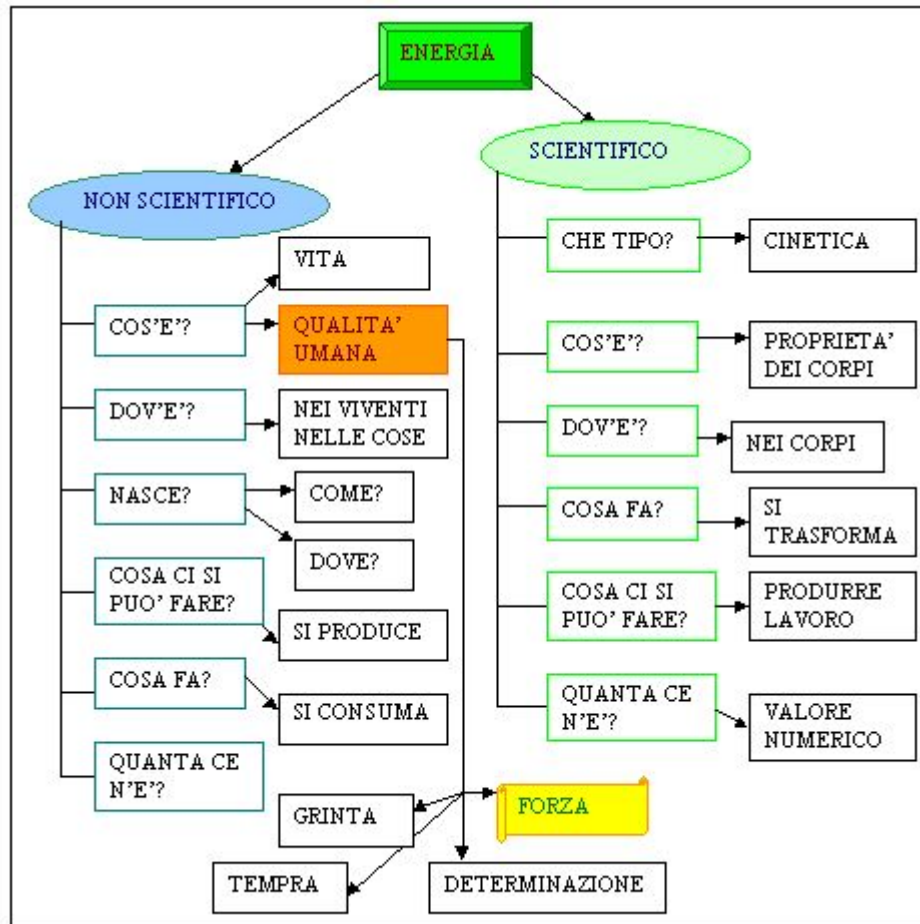 ENERGIA
SCIENTIFICO
NON SCIENTIFICO
VITA
COS'E'?
QUALITA'
UMANA
DOV'E'?
NEI VIVENTI
NELLE COSE
NASCE?
COME?
DOVE?
COSA CI SI
PUO' FARE?
SI PRODUCE
COSA FA?
SI CONSUMA
QUANTA CE
N'E'?
CHE TIPO?
CINETICA
COS'E'?
PROPRIETA'
DEI CORPI
DOV'E'?
NEI CORPI
COSA FA?
SI
TRASFORMA
COSA CI SI
PUO' FARE?
PRODURRE
LAVORO
QUANTA CE
N'E'?
VALORE
NUMERICO
GRINTA
FORZA
TEMPRA
DETERMINAZIONE